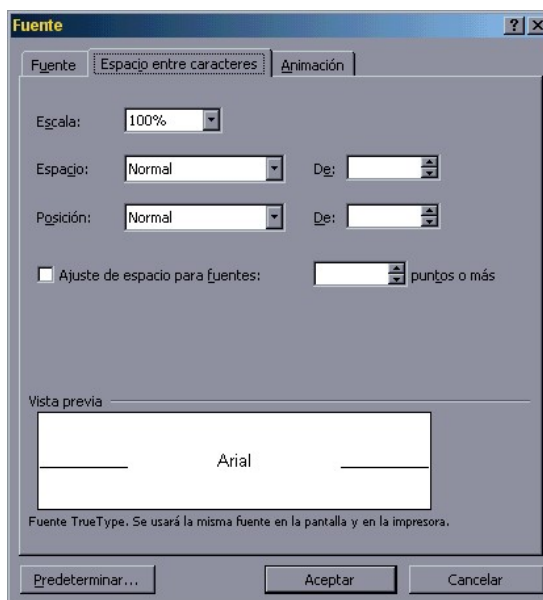 Fuente
Fuente Espacio entre caracteres Animación
Escala: 100%
Espacio: Normal De:
Posición: Normal De:
Ajuste de espacio para fuentes: puntos o más
Vista previa
Arial
Fuente TrueType. Se usará la misma fuente en la pantalla y en la impresora.
Predeterminar... Aceptar Cancelar